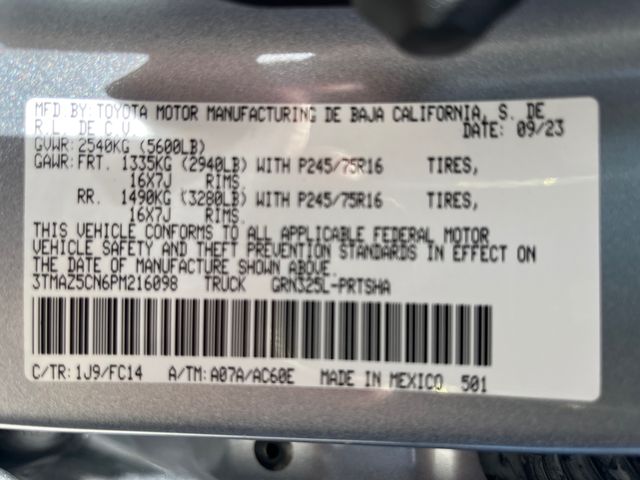 MFD.BY:TOYOTA MOTOR MANUFACTURING DE BAJA CALIFORNIA, S. DE
R.L. DE C.V. DATE: 09/23
GVWR:2540KG (5600LB)
GAWR:FRT. 1335KG (2940LB) WITH P245/75R16 TIRES,
16X7J RIMS.
RR. 1490KG (3280LB) WITH P245/75R16 TIRES,
16X7J RIMS.
THIS VEHICLE CONFORMS TO ALL APPLICABLE FEDERAL MOTOR
VEHICLE SAFETY AND THEFT PREVENTION STANDARDS IN EFFECT ON
THE DATE OF MANUFACTURE SHOWN ABOVE.
3TMAZ5CN6PM216098 TRUCK GRN325L-PRTSHA
C/TR:1J9/FC14 A/TM:A07A/AC60E MADE IN MEXICO 501